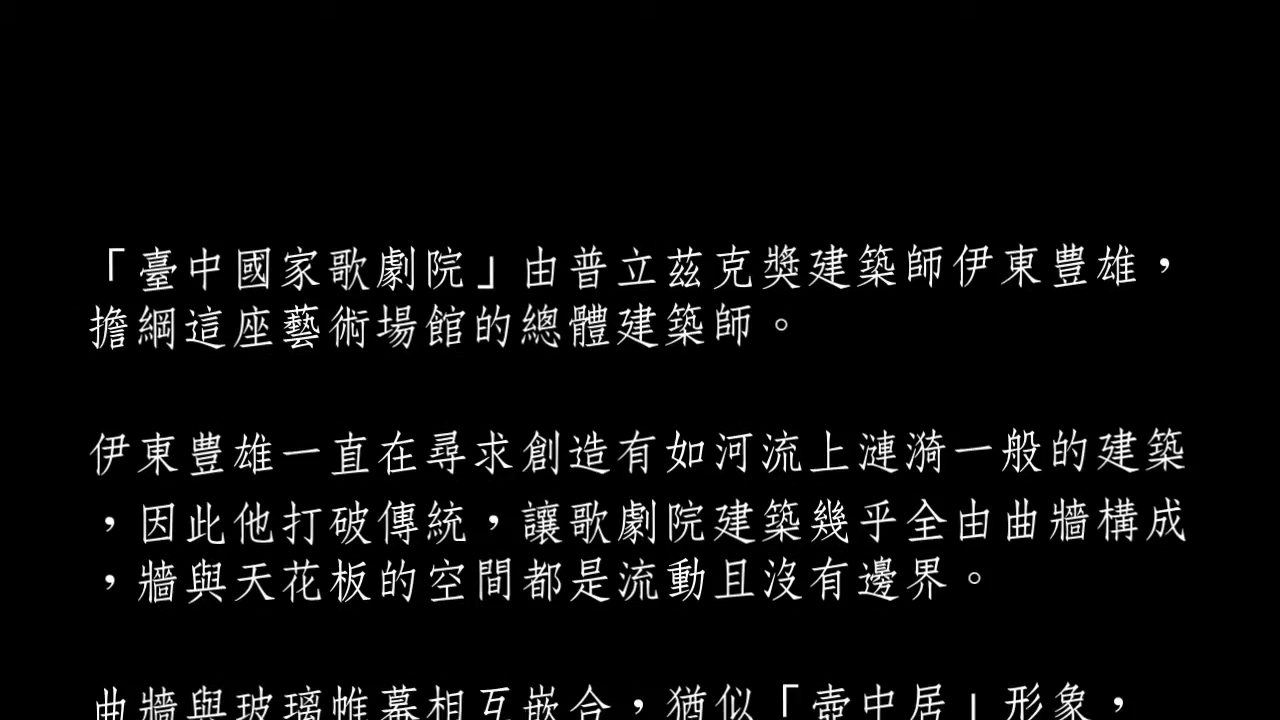 「臺中國家歌劇院」由普立茲克獎建築師伊東豊雄，
擔綱這座藝術場館的總體建築師。
伊東豊雄一直在尋求創造有如河流上漣漪一般的建築
，因此他打破傳統，讓歌劇院建築幾乎全由曲牆構成
，牆與天花板的空間都是流動且沒有邊界。
曲牆與玻璃帷幕相互嵌合，猶似「壺中居」形象，